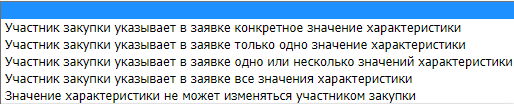 Участник закупки указывает в заявке конкретное значение характеристики
Участник закупки указывает в заявке только одно значение характеристики
Участник закупки указывает в заявке одно или несколько значений характеристики
Участник закупки указывает в заявке все значения характеристики
Значение характеристики не может изменяться участником закупки